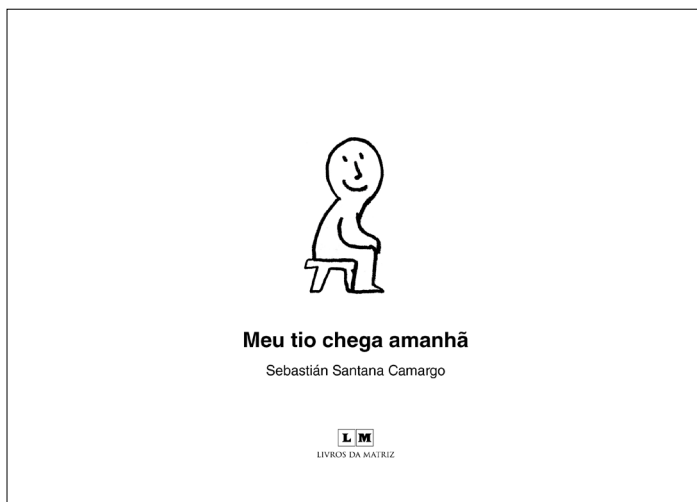 Meu tio chega amanhã
Sebastián Santana Camargo
L M
LIVROS DA MATRIZ